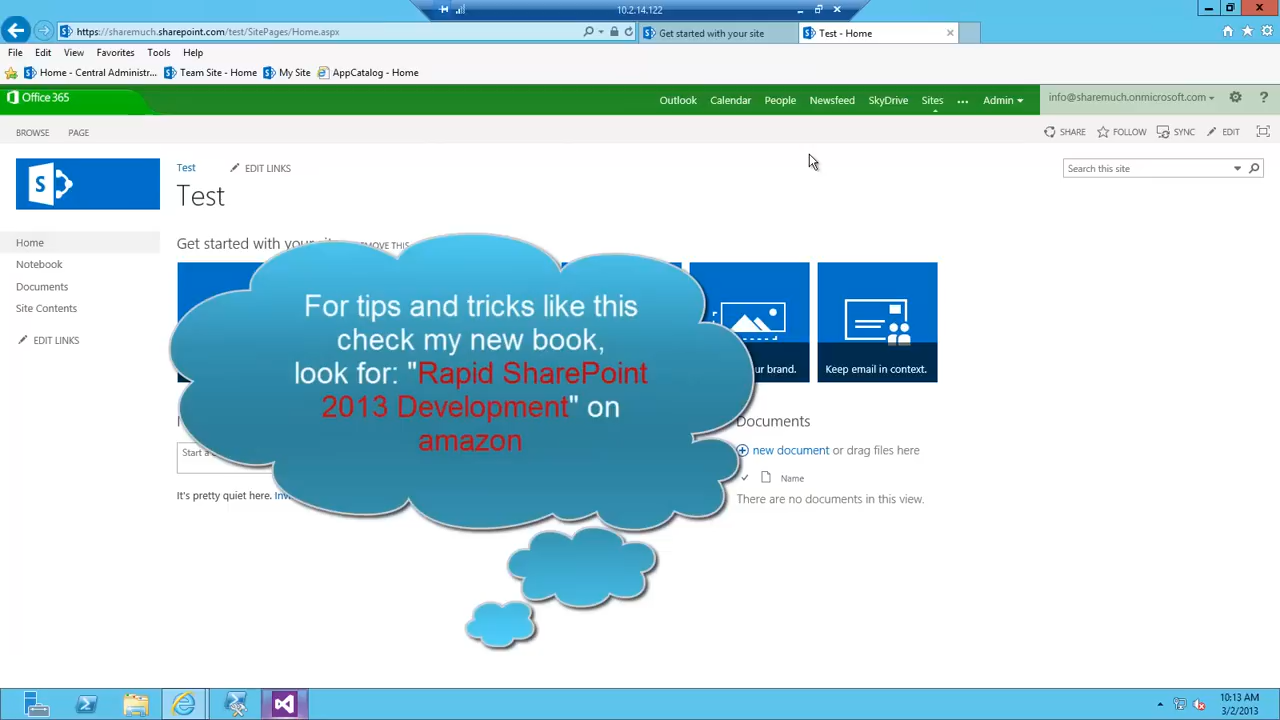 10.2.14.122
https://sharemuch.sharepoint.com/test/SitePages/Home.aspx
Get started with your site
Test - Home
File Edit View Favorites Tools Help
Home - Central Administr...
Team Site - Home
My Site
AppCatalog - Home
Office 365
Outlook Calendar People Newsfeed SkyDrive Sites ... Admin
info@sharemuch.onmicrosoft.com
?
BROWSE PAGE
SHARE FOLLOW SYNC EDIT
Test
EDIT LINKS
Search this site
Test
Home
Notebook
Documents
Site Contents
EDIT LINKS
Get started with your
For tips and tricks like this
check my new book,
look for: "Rapid SharePoint
2013 Development" on
amazon
brand.
Keep email in context.
Documents
new document or drag files here
Name
There are no documents in this view.
Start a
It's pretty quiet here.
10:13 AM
3/2/2013